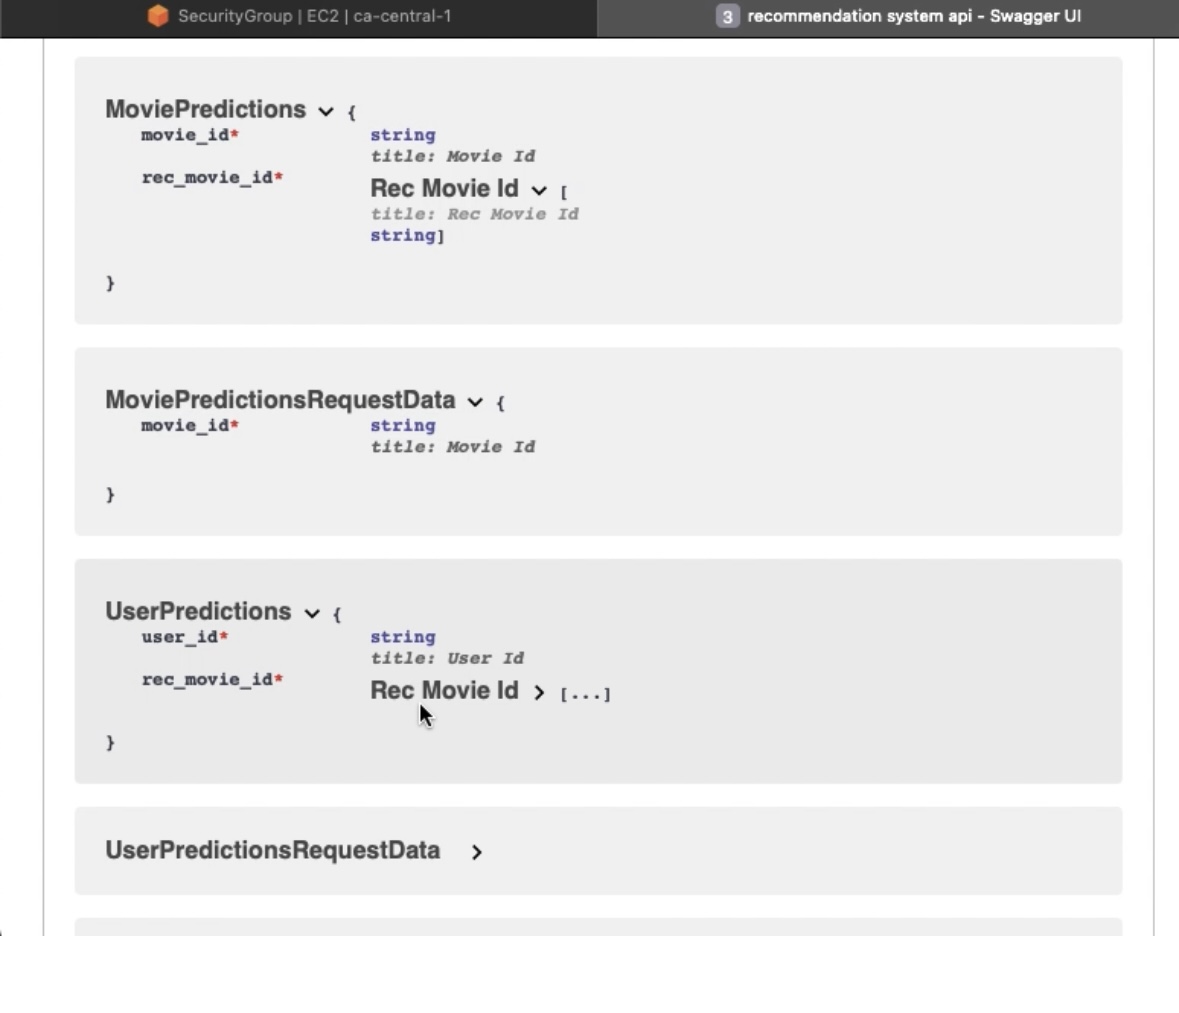 SecurityGroup | EC2 | ca-central-1
3 recommendation system api - Swagger UI
MoviePredictions {
movie_id* string
title: Movie Id
rec_movie_id* Rec Movie Id [
title: Rec Movie Id
string]
}
MoviePredictionsRequestData {
movie_id* string
title: Movie Id
}
UserPredictions {
user_id* string
title: User Id
rec_movie_id* Rec Movie Id > [...]
}
UserPredictionsRequestData >